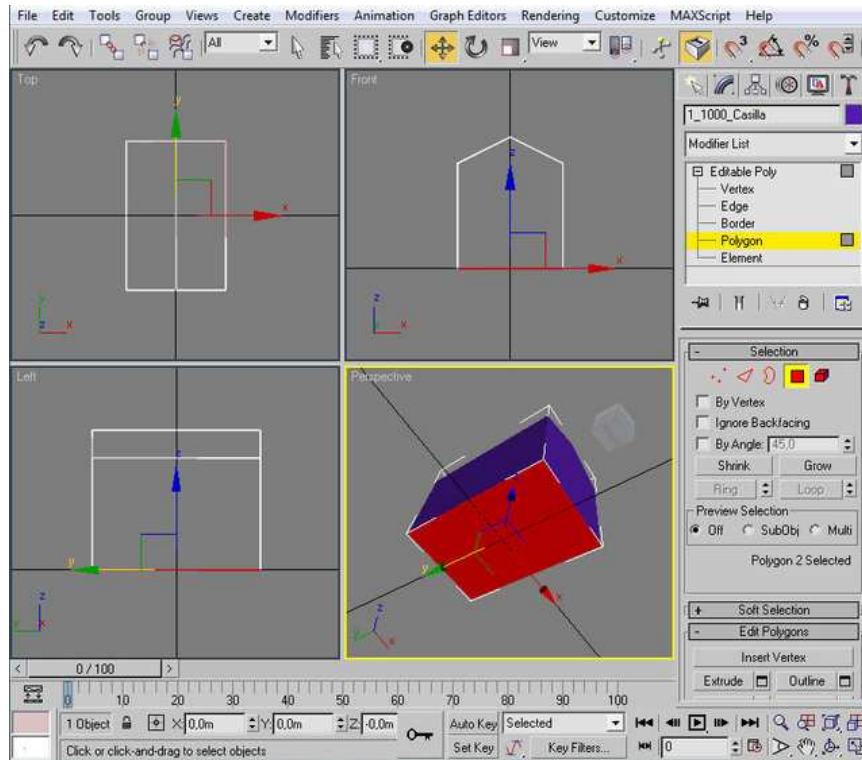 File Edit Tools Group Views Create Modifiers Animation Graph Editors Rendering Customize MAXScript Help
All View 3 %
Top Front
y x z x
y z x z x
1_1000_Casilla
Modifier List
Editable Poly
Vertex
Edge
Border
Polygon
Element
Left Perspective
z y
z y x
y x
z y x
- Selection
By Vertex
Ignore Backfacing
By Angle: 45,0
Shrink Grow
Ring Loop
Preview Selection
Off SubObj Multi
Polygon 2 Selected
+ Soft Selection
- Edit Polygons
Insert Vertex
Extrude Outline
< 0 / 100 >
0 10 20 30 40 50 60 70 80 90 100
1 Object X: 0,0m Y: 0,0m Z: -0,0m Auto Key Selected
Click or click-and-drag to select objects Set Key Key Filters... 0